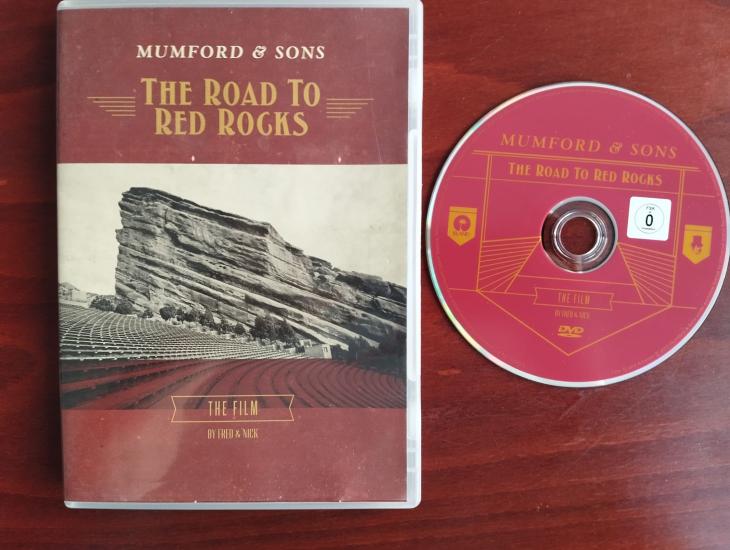 MUMFORD & SONS
THE ROAD TO
RED ROCKS
THE FILM
BY FRED & NICK
MUMFORD & SONS
THE ROAD TO RED ROCKS
ISLAND
FSK
0
THE FILM
BY FRED & NICK
DVD